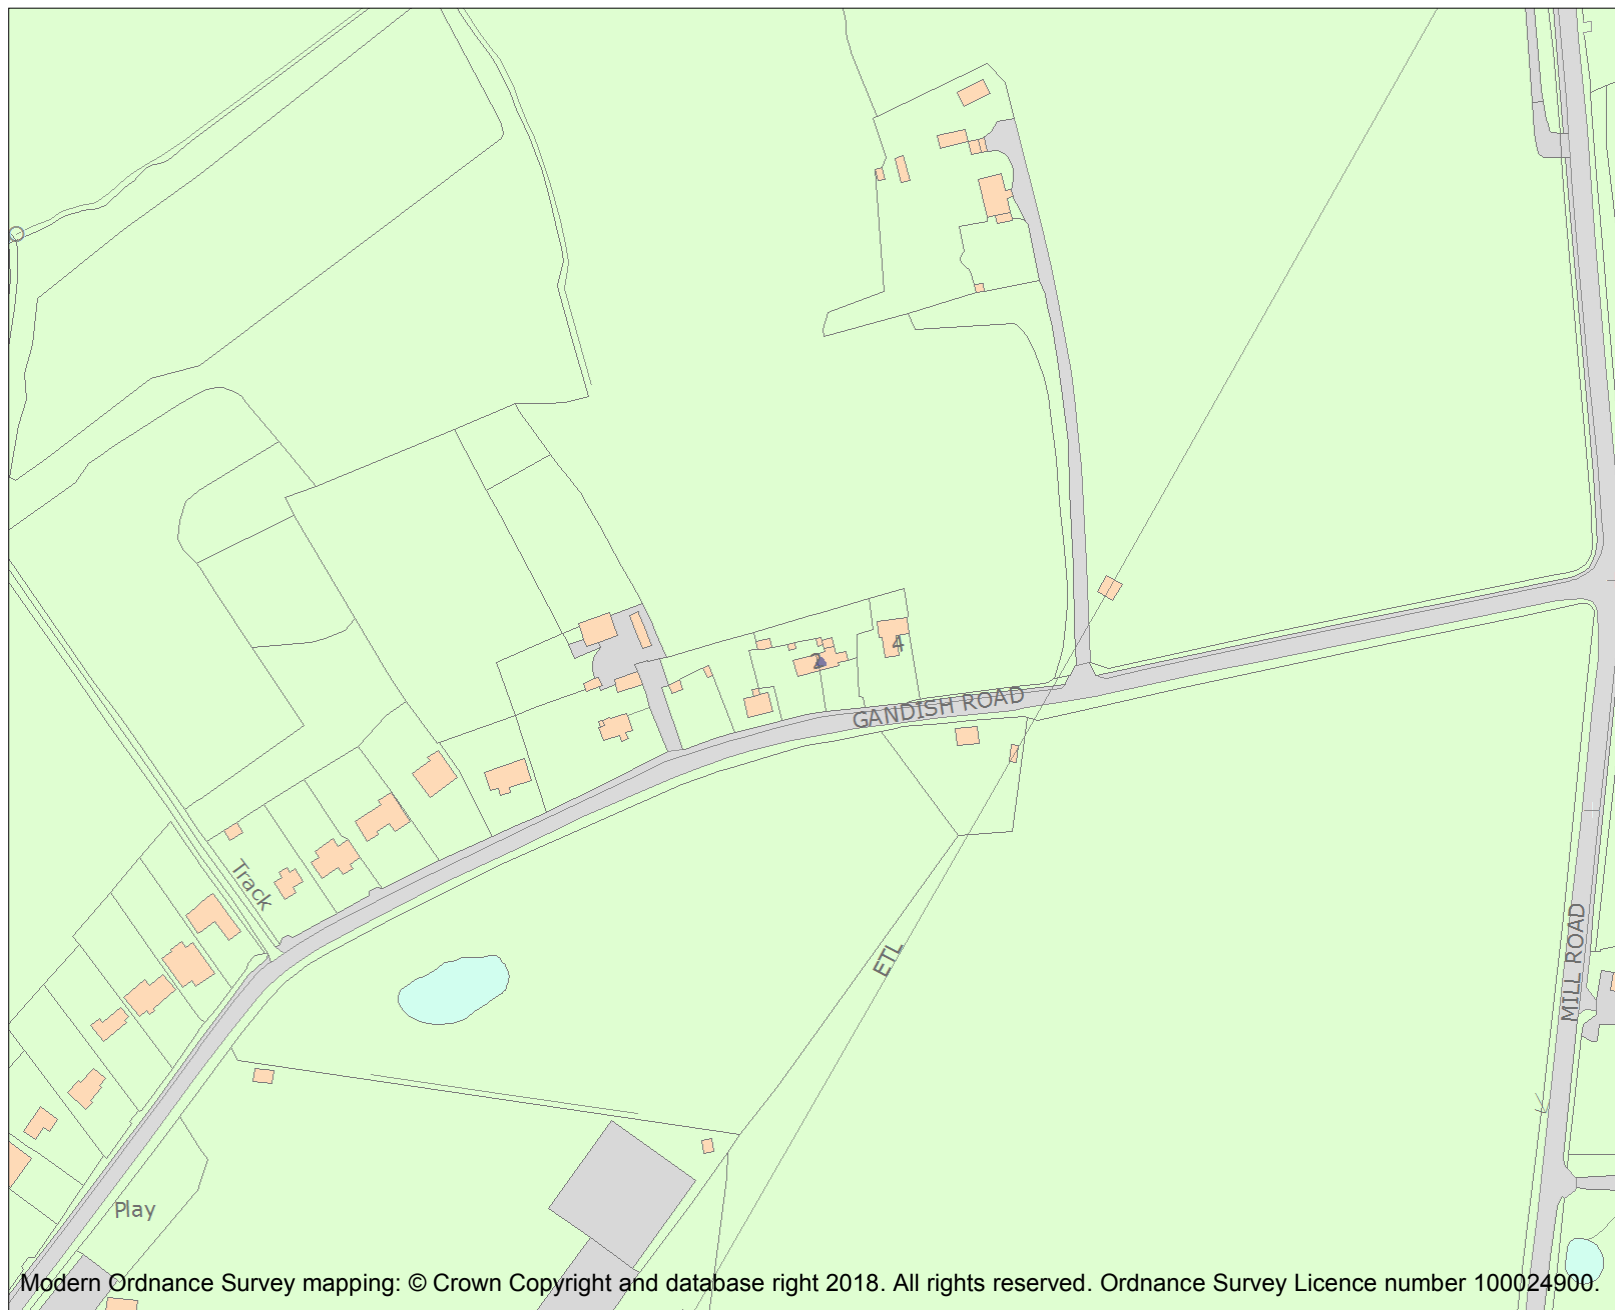 4
2
GANDISH ROAD
Track
MILL ROAD
ETL
Play
Modern Ordnance Survey mapping: © Crown Copyright and database right 2018. All rights reserved. Ordnance Survey Licence number 100024900.